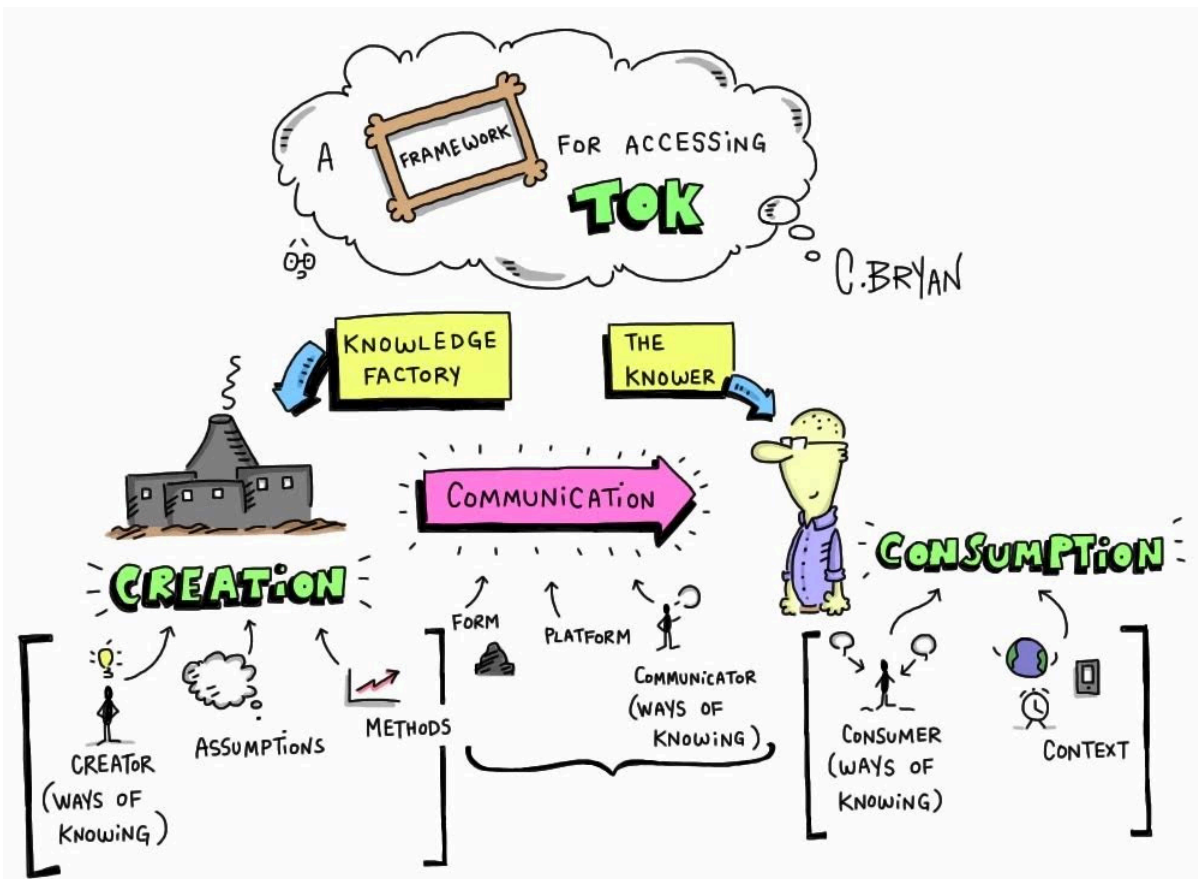 A FRAMEWORK FOR ACCESSING
TOK
C.BRYAN
KNOWLEDGE
FACTORY
THE
KNOWER
COMMUNICATION
CREATION
CONSUMPTION
CREATOR
(WAYS OF
KNOWING)
ASSUMPTIONS
METHODS
FORM
PLATFORM
COMMUNICATOR
(WAYS OF
KNOWING)
CONSUMER
(WAYS OF
KNOWING)
CONTEXT